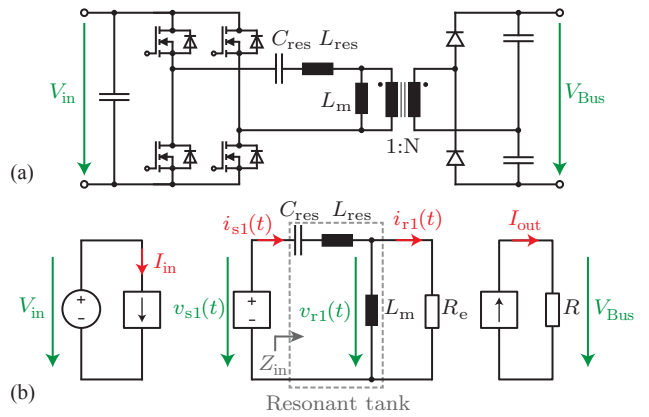 C_res L_res
V_in
L_m
V_Bus
1:N
(a)
C_res L_res
i_s1(t)
i_r1(t)
I_out
I_in
V_in
+
-
v_s1(t)
+
-
v_r1(t)
L_m
R_e
R
V_Bus
Z_in
(b)
Resonant tank